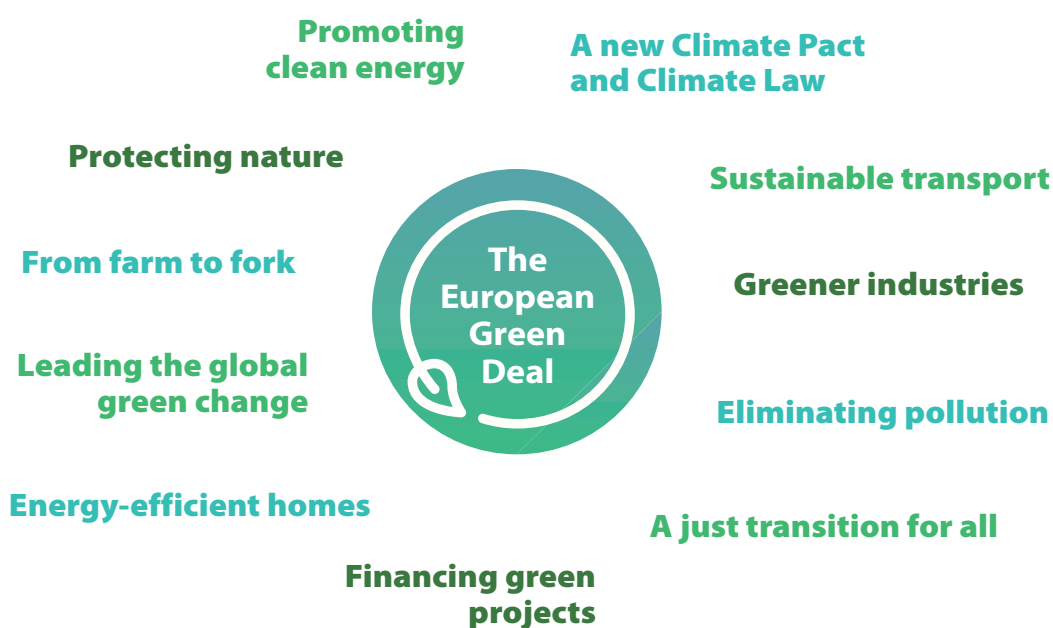 Promoting
clean energy
A new Climate Pact
and Climate Law
Protecting nature
Sustainable transport
From farm to fork
The
European
Green
Deal
Greener industries
Leading the global
green change
Eliminating pollution
Energy-efficient homes
A just transition for all
Financing green
projects